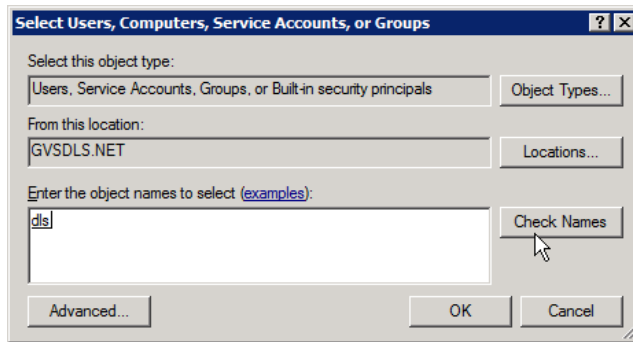 Select Users, Computers, Service Accounts, or Groups
Select this object type:
Users, Service Accounts, Groups, or Built-in security principals
Object Types...
From this location:
GVSDLS.NET
Locations...
Enter the object names to select (examples):
dls
Check Names
Advanced...
OK
Cancel